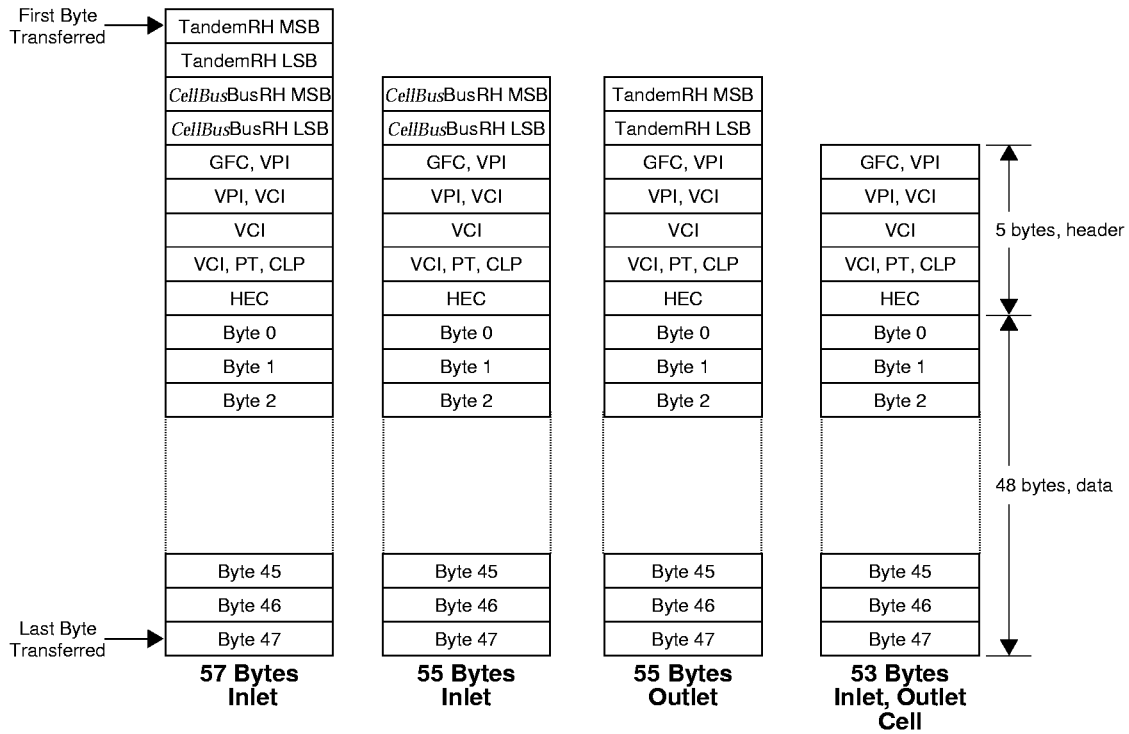 First Byte
Transferred
TandemRH MSB
TandemRH LSB
CellBusBusRH MSB
CellBusBusRH LSB
GFC, VPI
VPI, VCI
VCI
VCI, PT, CLP
HEC
Byte 0
Byte 1
Byte 2
Byte 45
Byte 46
Byte 47
Last Byte
Transferred
57 Bytes
Inlet
CellBusBusRH MSB
CellBusBusRH LSB
GFC, VPI
VPI, VCI
VCI
VCI, PT, CLP
HEC
Byte 0
Byte 1
Byte 2
Byte 45
Byte 46
Byte 47
55 Bytes
Inlet
TandemRH MSB
TandemRH LSB
GFC, VPI
VPI, VCI
VCI
VCI, PT, CLP
HEC
Byte 0
Byte 1
Byte 2
Byte 45
Byte 46
Byte 47
55 Bytes
Outlet
GFC, VPI
VPI, VCI
VCI
VCI, PT, CLP
HEC
Byte 0
Byte 1
Byte 2
Byte 45
Byte 46
Byte 47
53 Bytes
Inlet, Outlet
Cell
5 bytes, header
48 bytes, data